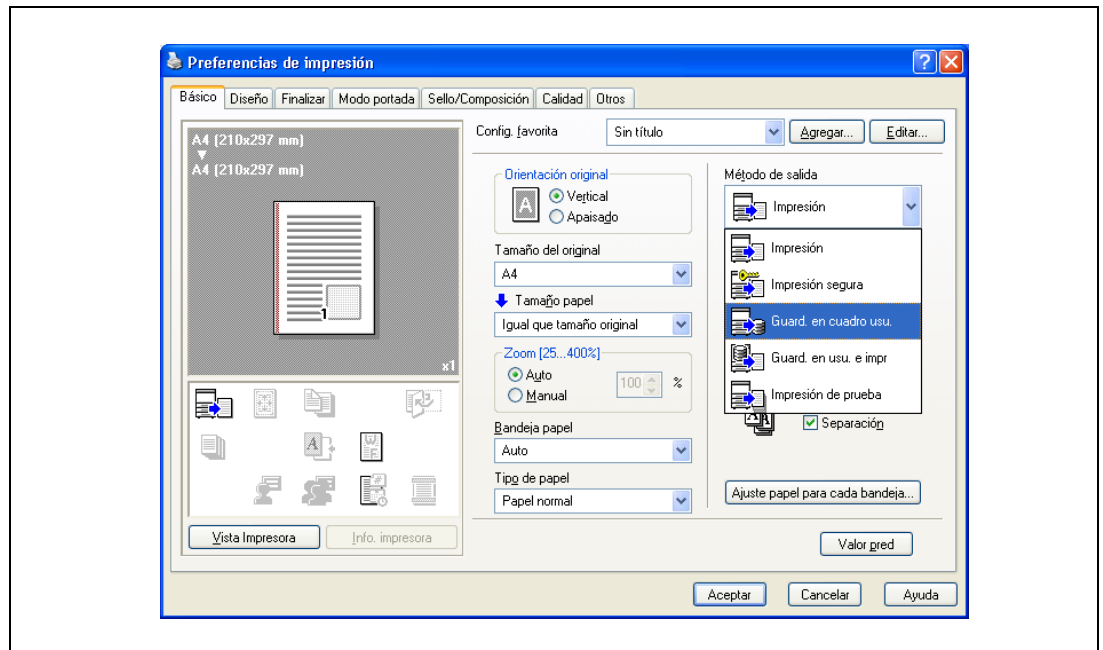 Preferencias de impresión
Básico Diseño Finalizar Modo portada Sello/Composición Calidad Otros
A4 (210x297 mm)
A4 (210x297 mm)
1
x1
Vista Impresora Info. impresora
Config. favorita Sin título Agregar... Editar...
Orientación original
A
Vertical
Apaisado
Tamaño del original
A4
Tamaño papel
Igual que tamaño original
Zoom [25...400%]
Auto
Manual
100 %
Bandeja papel
Auto
Tipo de papel
Papel normal
Método de salida
Impresión
Impresión
Impresión segura
Guard. en cuadro usu.
Guard. en usu. e impr
Impresión de prueba
Separación
Ajuste papel para cada bandeja...
Valor pred
Aceptar Cancelar Ayuda